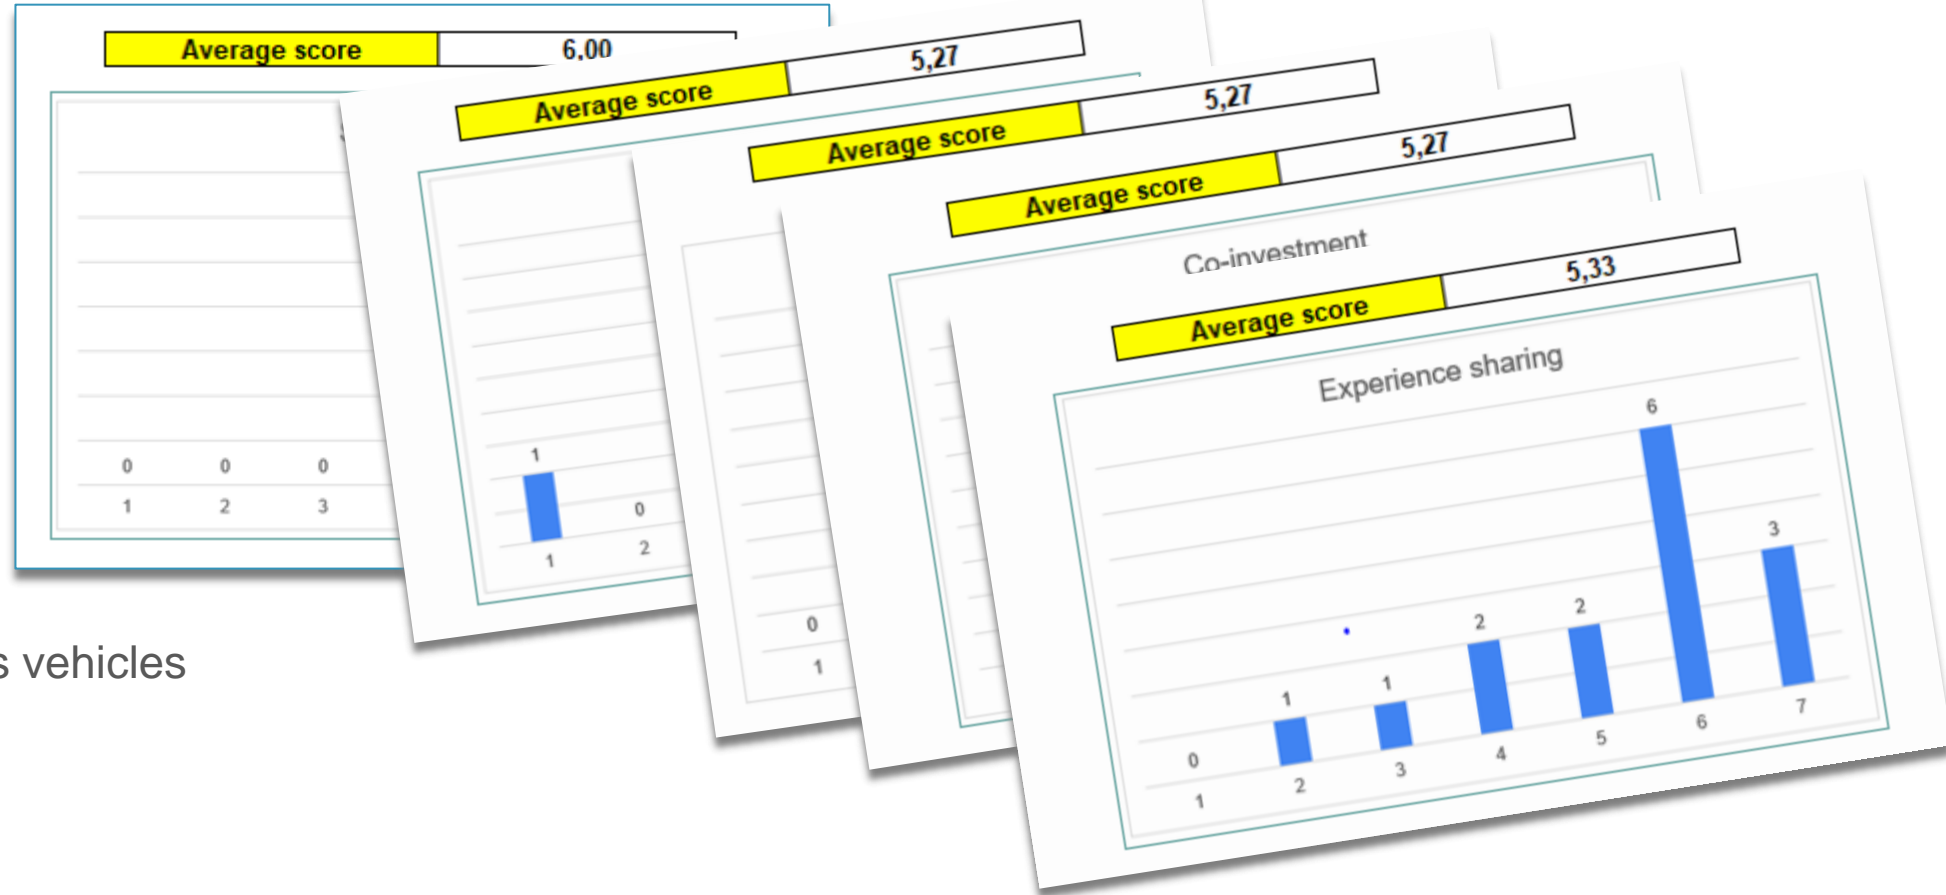 Average score 6,00
0 0 0
1 2 3
Average score 5,27
1
0
1 2
Average score 5,27
0
1
Average score 5,27
Co-investment
Average score 5,33
Experience sharing
0 1 1 2 2 6 3
1 2 3 4 5 6 7
vehicles